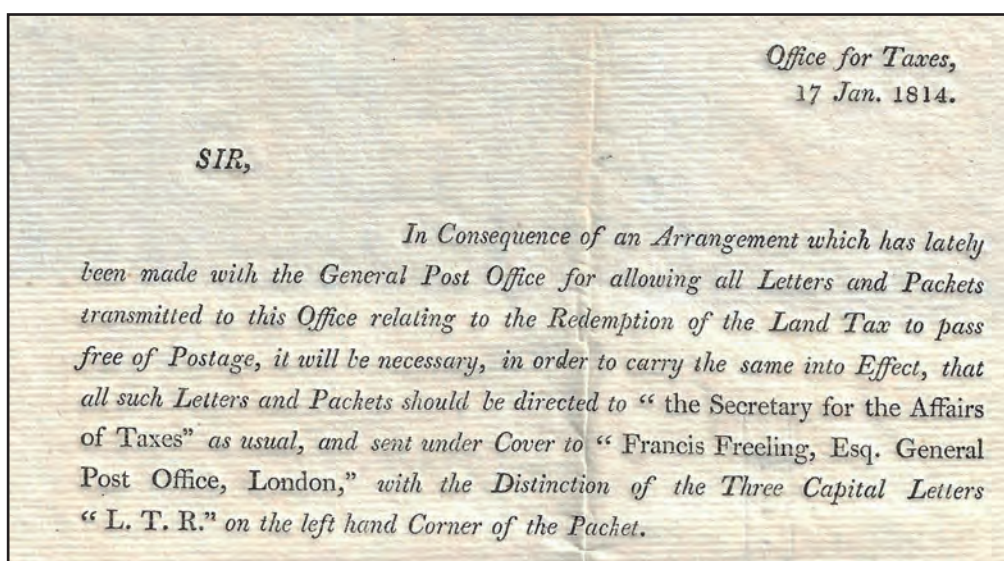 Office for Taxes,
17 Jan. 1814.
SIR,
In Consequence of an Arrangement which has lately
been made with the General Post Office for allowing all Letters and Packets
transmitted to this Office relating to the Redemption of the Land Tax to pass
free of Postage, it will be necessary, in order to carry the same into Effect, that
all such Letters and Packets should be directed to “ the Secretary for the Affairs
of Taxes” as usual, and sent under Cover to “ Francis Freeling, Esq. General
Post Office, London,” with the Distinction of the Three Capital Letters
“ L. T. R.” on the left hand Corner of the Packet.